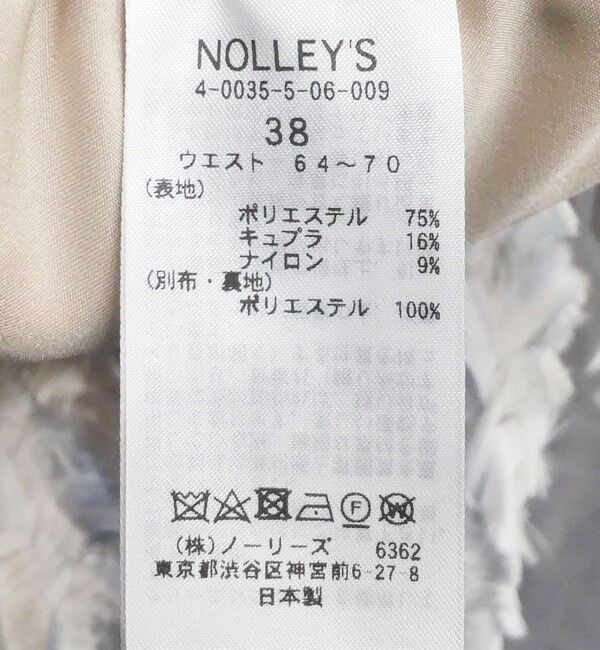 NOLLEY'S
4-0035-5-06-009
38
ウエスト 64～70
(表地)
ポリエステル 75%
キュプラ 16%
ナイロン 9%
(別布・裏地)
ポリエステル 100%
(株)ノーリーズ 6362
東京都渋谷区神宮前6-27-8
日本製